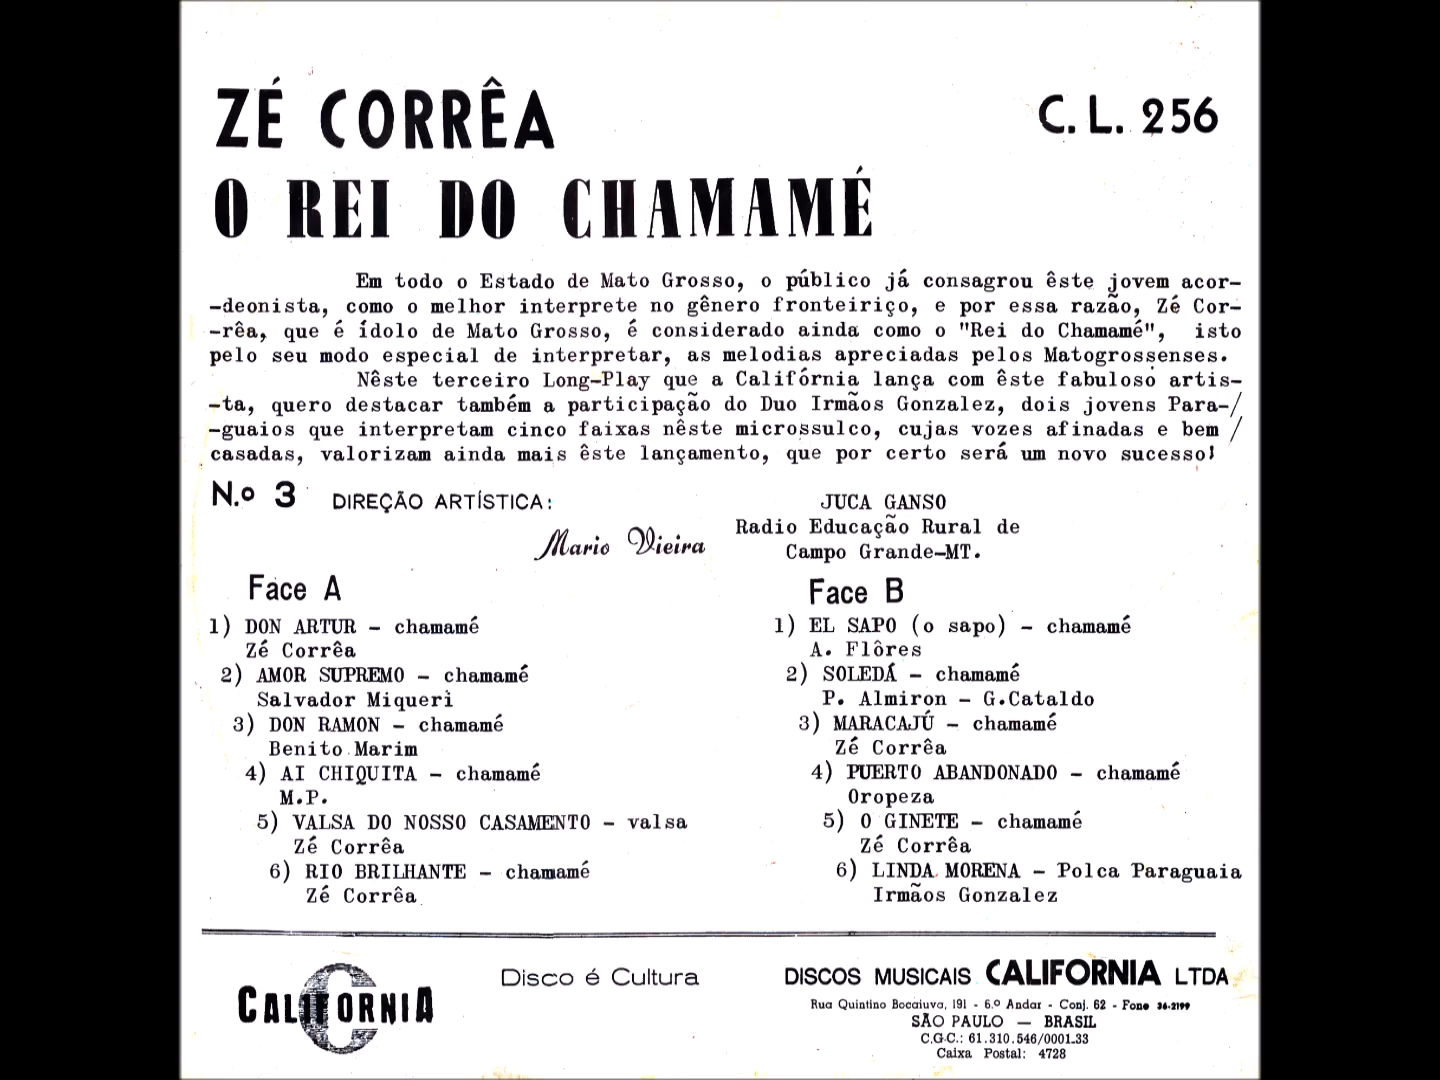 ZÉ CORRÊA
C. L. 256
O REI DO CHAMAMÉ
Em todo o Estado de Mato Grosso, o público já consagrou êste jovem acor-
-deonista, como o melhor interprete no gênero fronteiriço, e por essa razão, Zé Cor-
-rêa, que é ídolo de Mato Grosso, é considerado ainda como o "Rei do Chamamé", isto
pelo seu modo especial de interpretar, as melodias apreciadas pelos Matogrossenses.
Nêste terceiro Long-Play que a Califórnia lança com êste fabuloso artis-
-ta, quero destacar também a participação do Duo Irmãos Gonzalez, dois jovens Para-/
-guaios que interpretam cinco faixas nêste microssulco, cujas vozes afinadas e bem /
casadas, valorizam ainda mais êste lançamento, que por certo será um novo sucesso!
N.º 3 DIREÇÃO ARTÍSTICA:
Mario Vieira
JUCA GANSO
Radio Educação Rural de
Campo Grande-MT.
Face A
1) DON ARTUR - chamamé
Zé Corrêa
2) AMOR SUPREMO - chamamé
Salvador Miqueri
3) DON RAMON - chamamé
Benito Marim
4) AI CHIQUITA - chamamé
M.P.
5) VALSA DO NOSSO CASAMENTO - valsa
Zé Corrêa
6) RIO BRILHANTE - chamamé
Zé Corrêa
Face B
1) EL SAPO (o sapo) - chamamé
A. Flôres
2) SOLEDÁ - chamamé
P. Almiron - G.Cataldo
3) MARACAJÚ - chamamé
Zé Corrêa
4) PUERTO ABANDONADO - chamamé
Oropeza
5) O GINETE - chamamé
Zé Corrêa
6) LINDA MORENA - Polca Paraguaia
Irmãos Gonzalez
CALIFORNIA
Disco é Cultura
DISCOS MUSICAIS CALIFORNIA LTDA
Rua Quintino Bocaiuva, 191 - 6.º Andar - Conj. 62 - Fone 36-2199
SÃO PAULO — BRASIL
C.G.C.: 61.310.546/0001-33
Caixa Postal: 4728